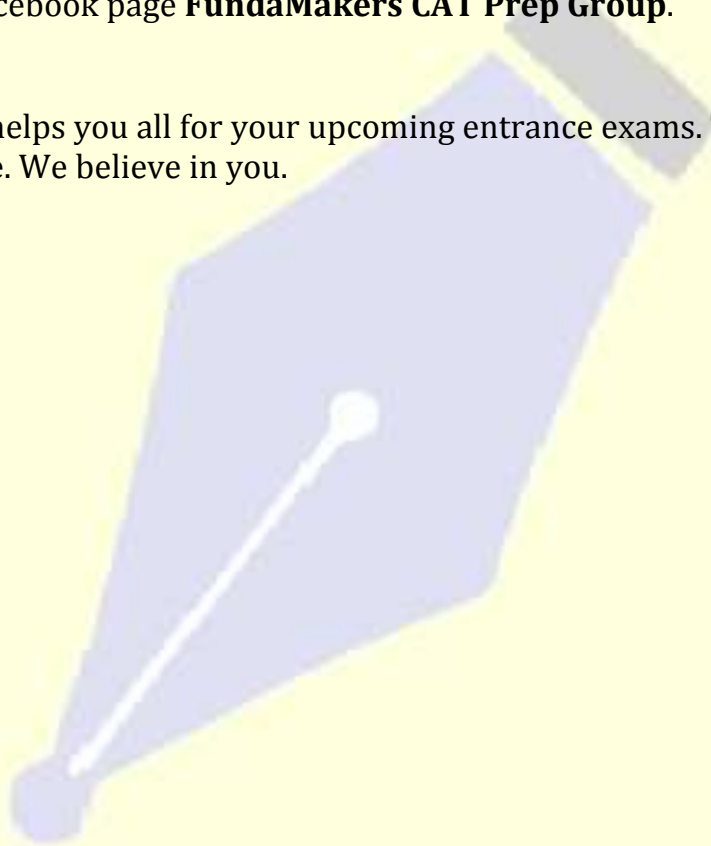 cebook page FundaMakers CAT Prep Group.
helps you all for your upcoming entrance exams.
e. We believe in you.